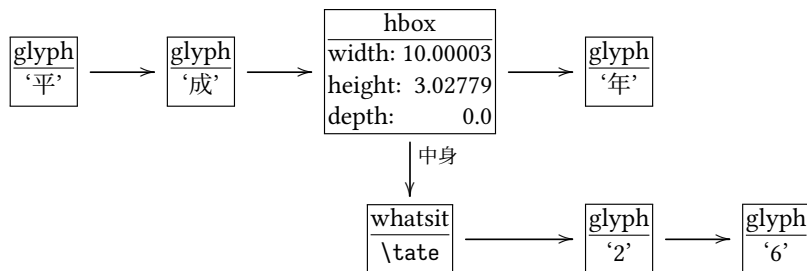 glyph
‘平’
glyph
‘成’
hbox
width: 10.00003
height: 3.02779
depth: 0.0
glyph
‘年’
中身
whatsit
\tate
glyph
‘2’
glyph
‘6’